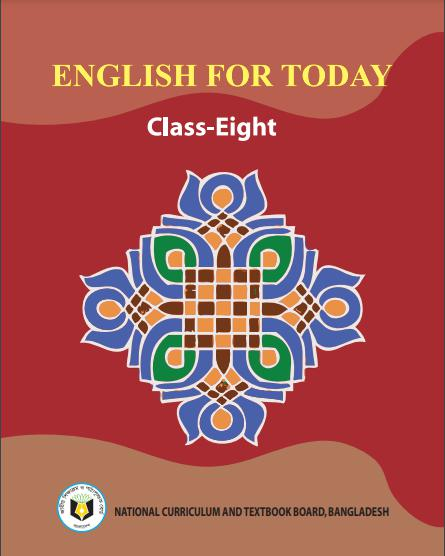 ENGLISH FOR TODAY
Class-Eight
NATIONAL CURRICULUM AND TEXTBOOK BOARD, BANGLADESH